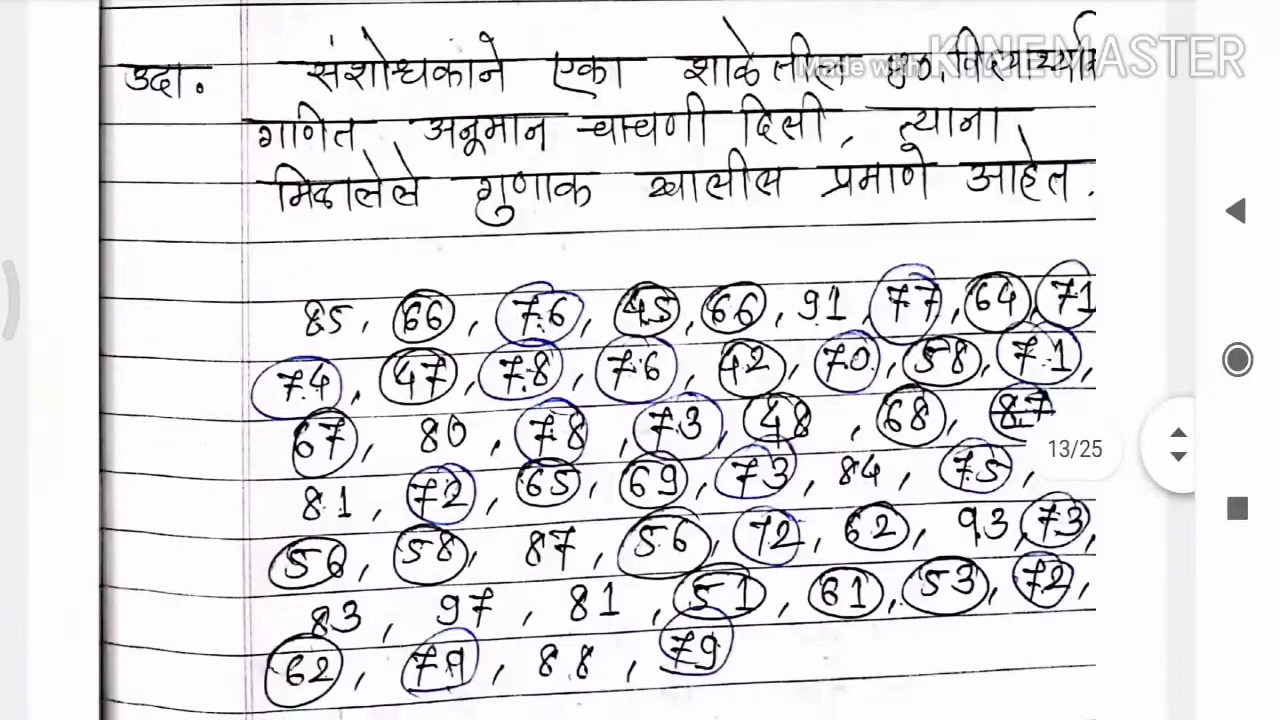 Made with KINEMASTER
उदा. संशोधकाने एका शाळेतील
गणित अनूमान चाचणी दिली, त्याना
मिळालेले गुणाक खालील प्रमाणे आहेत.
85, 66, 76, 45, 66, 91, 77, 64, 71
74, 47, 78, 76, 42, 70, 58, 71,
67, 80, 78, 73, 48, 68, 87
13/25
81, 72, 65, 69, 73, 84, 75,
56, 58, 87, 56, 72, 62, 93, 73,
83, 97, 81, 51, 61, 53, 72,
62, 79, 88, 79